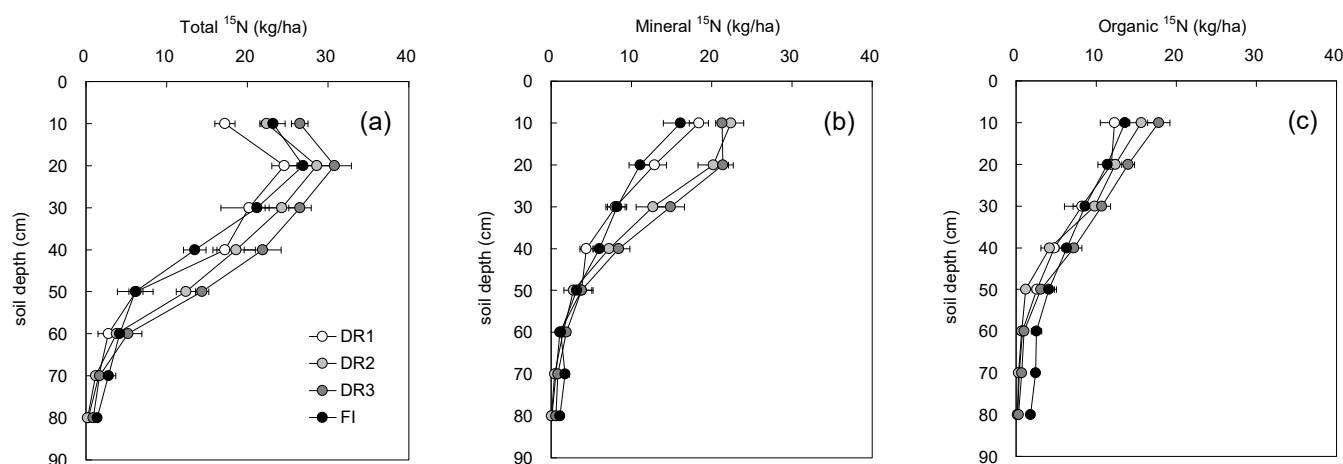 Total ¹⁵N (kg/ha)
0 10 20 30 40
0
10
20
30
40
50
60
70
80
90
soil depth (cm)
(a)
DR1
DR2
DR3
FI
Mineral ¹⁵N (kg/ha)
0 10 20 30 40
0
10
20
30
40
50
60
70
80
90
soil depth (cm)
(b)
Organic ¹⁵N (kg/ha)
0 10 20 30 40
0
10
20
30
40
50
60
70
80
90
soil depth (cm)
(c)